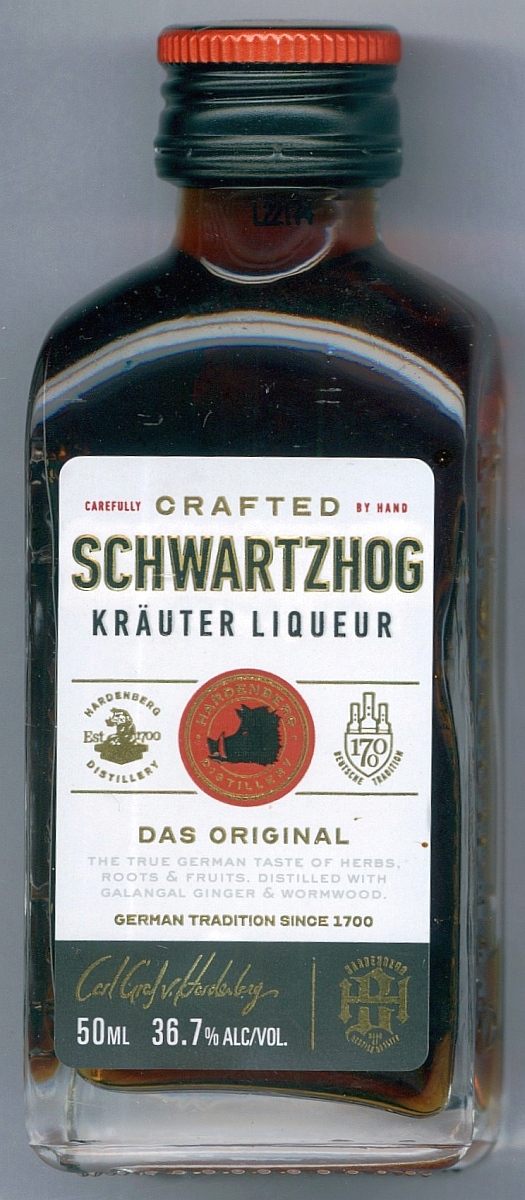 L22174
CAREFULLY CRAFTED BY HAND
SCHWARTZHOG
KRÄUTER LIQUEUR
HARDENBERG
Est. 1700
DISTILLERY
HARDENBERG
DISTILLERY
1700
DEUTSCHE TRADITION
DAS ORIGINAL
THE TRUE GERMAN TASTE OF HERBS,
ROOTS & FRUITS. DISTILLED WITH
GALANGAL GINGER & WORMWOOD.
GERMAN TRADITION SINCE 1700
Carl Graf v. Hardenberg
HARDENBERG
50ML 36.7% ALC/VOL.